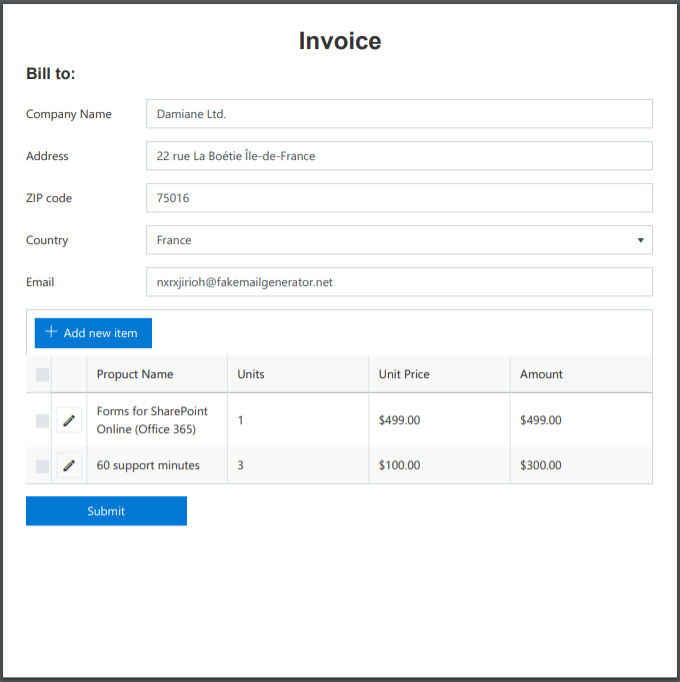 Invoice
Bill to:
Company Name Damiane Ltd.
Address 22 rue La Boétie Île-de-France
ZIP code 75016
Country France
Email nxrxjirioh@fakemailgenerator.net
+ Add new item
Propuct Name Units Unit Price Amount
Forms for SharePoint
Online (Office 365) 1 $499.00 $499.00
60 support minutes 3 $100.00 $300.00
Submit